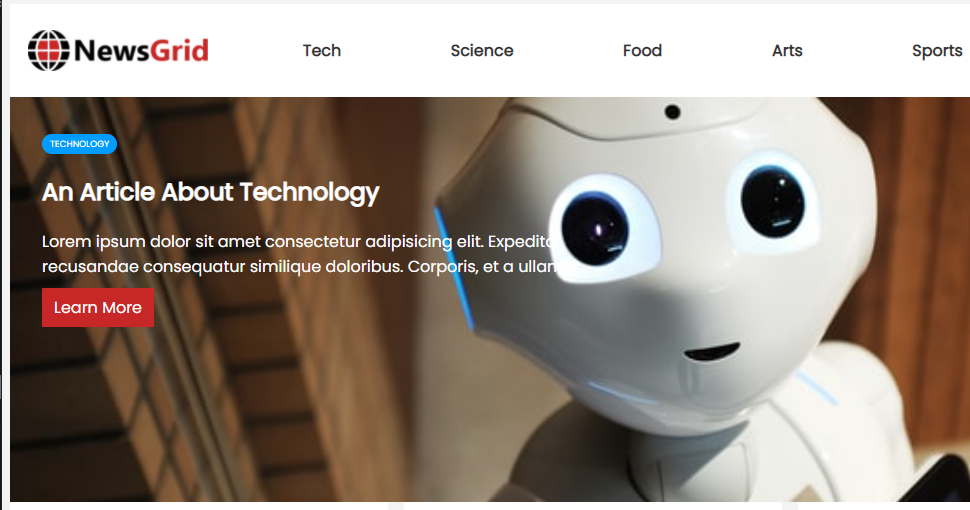 NewsGrid
Tech Science Food Arts Sports
TECHNOLOGY
An Article About Technology
Lorem ipsum dolor sit amet consectetur adipisicing elit. Expedita
recusandae consequatur similique doloribus. Corporis, et a ullam
Learn More